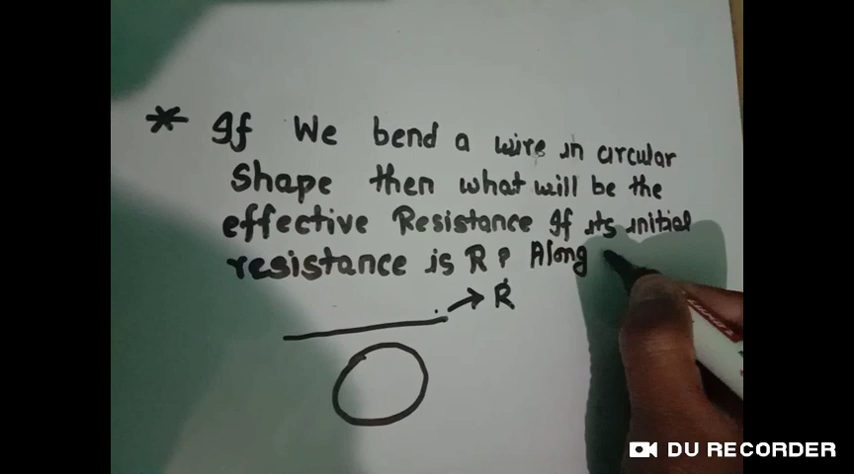 * If We bend a wire in circular
shape then what will be the
effective Resistance If its initial
resistance is R ? Along
→ R
DU RECORDER